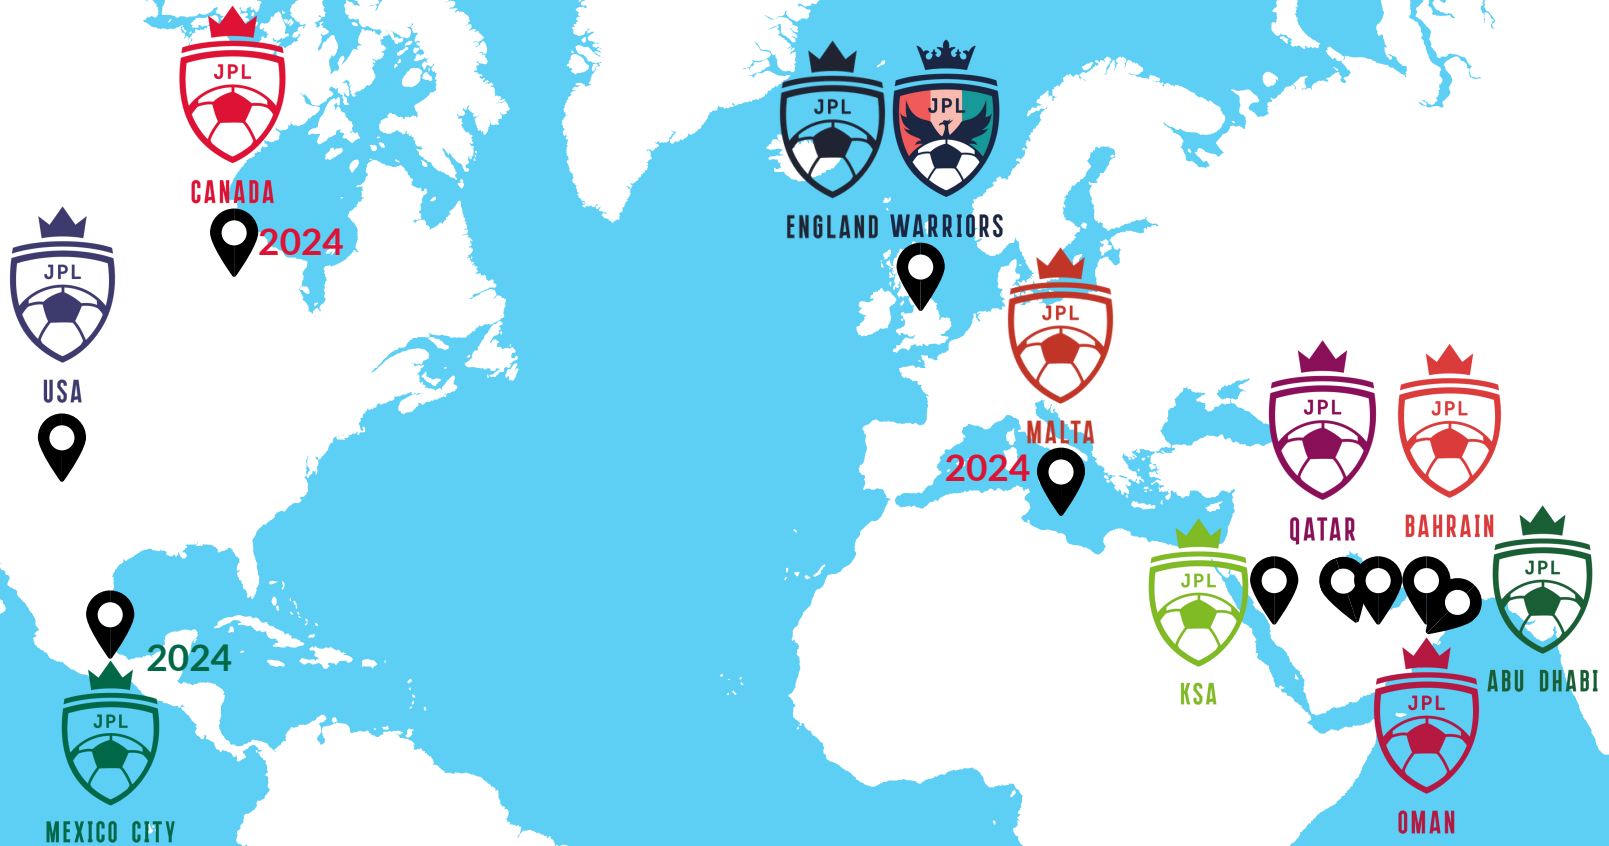 JPL
CANADA
2024
JPL
USA
2024
JPL
MEXICO CITY
JPL
JPL
ENGLAND WARRIORS
JPL
MALTA
2024
JPL
QATAR
JPL
BAHRAIN
JPL
KSA
JPL
ABU DHABI
JPL
OMAN